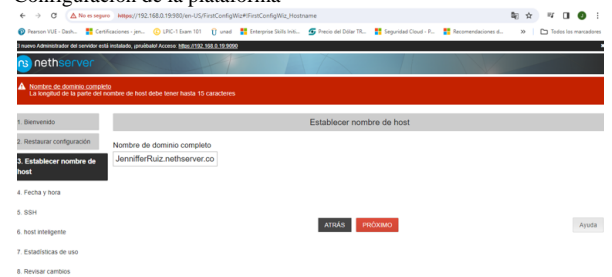 Configuración de la plataforma
No es seguro https://192.168.0.19:980/en-US/FirstConfigWiz#!FirstConfigWiz_Hostname
Pearson VUE - Dash... Certificaciones - jen... LPIC-1 Exam 101 unad Enterprise Skills Initi... Precio del Dólar TR... Seguridad Cloud - P... Recomendaciones d... » Todos los marcadores
El nuevo Administrador del servidor está instalado, ¡pruébalo! Acceso: https://192.168.0.19:9090
nethserver
Nombre de dominio completo
La longitud de la parte del nombre de host debe tener hasta 15 caracteres
1. Bienvenido
Establecer nombre de host
2. Restaurar configuración
Nombre de dominio completo
3. Establecer nombre de host
JennifferRuiz.nethserver.co
4. Fecha y hora
5. SSH
ATRÁS PRÓXIMO Ayuda
6. host inteligente
7. Estadísticas de uso
8. Revisar cambios